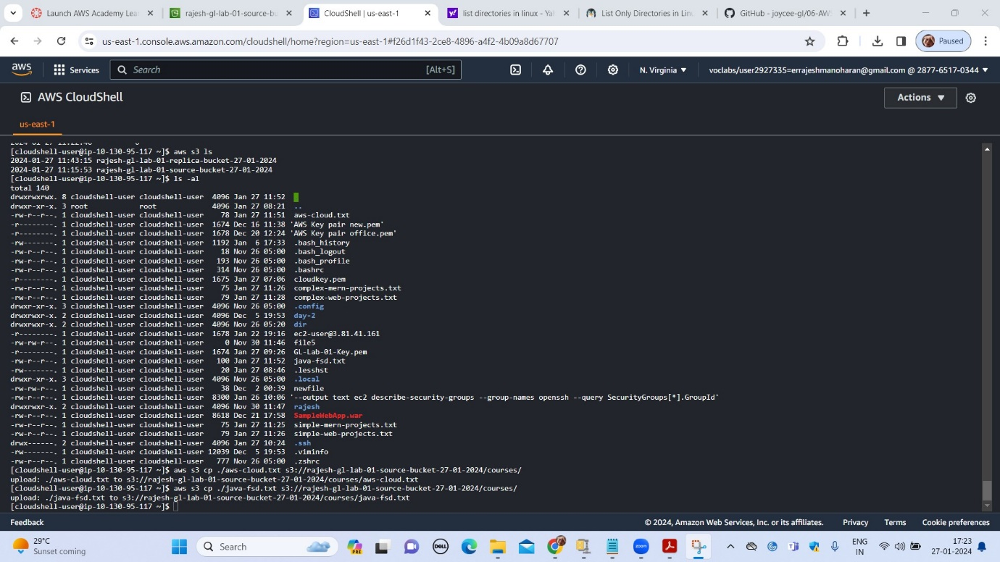 Launch AWS Academy Lea
rajesh-gl-lab-01-source-bu
CloudShell | us-east-1
list directories in linux - Ya
List Only Directories in Lin
GitHub - joycee-gl/06-AW
us-east-1.console.aws.amazon.com/cloudshell/home?region=us-east-1#f26d1f43-2ce8-4896-a4f2-4b09a8d67707
Paused
aws
Services
Search
[Alt+S]
N. Virginia ▼
voclabs/user2927335=errajeshmanoharan@gmail.com @ 2877-6517-0344 ▼
AWS CloudShell
Actions ▼
us-east-1
[cloudshell-user@ip-10-130-95-117 ~]$ aws s3 ls
2024-01-27 11:43:15 rajesh-gl-lab-01-replica-bucket-27-01-2024
2024-01-27 11:15:53 rajesh-gl-lab-01-source-bucket-27-01-2024
[cloudshell-user@ip-10-130-95-117 ~]$ ls -al
total 140
drwxrwxrwx. 8 cloudshell-user cloudshell-user 4096 Jan 27 11:52 .
drwxr-xr-x. 3 root root 4096 Jan 27 08:21 ..
-rw-r--r--. 1 cloudshell-user cloudshell-user 78 Jan 27 11:51 aws-cloud.txt
-r--------. 1 cloudshell-user cloudshell-user 1674 Dec 16 11:38 'AWS Key pair new.pem'
-r--------. 1 cloudshell-user cloudshell-user 1678 Dec 20 12:24 'AWS Key pair office.pem'
-rw-------. 1 cloudshell-user cloudshell-user 1192 Jan 6 17:33 .bash_history
-rw-r--r--. 1 cloudshell-user cloudshell-user 18 Nov 26 05:00 .bash_logout
-rw-r--r--. 1 cloudshell-user cloudshell-user 193 Nov 26 05:00 .bash_profile
-rw-r--r--. 1 cloudshell-user cloudshell-user 314 Nov 26 05:00 .bashrc
-r--------. 1 cloudshell-user cloudshell-user 1675 Jan 27 07:06 cloudkey.pem
-rw-r--r--. 1 cloudshell-user cloudshell-user 75 Jan 27 11:26 complex-mern-projects.txt
-rw-r--r--. 1 cloudshell-user cloudshell-user 79 Jan 27 11:28 complex-web-projects.txt
drwxr-xr-x. 3 cloudshell-user cloudshell-user 4096 Nov 26 05:00 .config
drwxrwxr-x. 2 cloudshell-user cloudshell-user 4096 Dec 5 19:53 day-2
drwxrwxr-x. 2 cloudshell-user cloudshell-user 4096 Nov 26 05:20 dir
-r--------. 1 cloudshell-user cloudshell-user 1678 Jan 22 19:16 ec2-user@3.81.41.161
-rw-rw-r--. 1 cloudshell-user cloudshell-user 0 Nov 30 11:46 file5
-r--------. 1 cloudshell-user cloudshell-user 1674 Jan 27 09:26 GL-Lab-01-Key.pem
-rw-r--r--. 1 cloudshell-user cloudshell-user 100 Jan 27 11:52 java-fsd.txt
-rw-------. 1 cloudshell-user cloudshell-user 20 Jan 27 08:46 .lesshst
drwxr-xr-x. 3 cloudshell-user cloudshell-user 4096 Nov 26 05:00 .local
-rw-rw-r--. 1 cloudshell-user cloudshell-user 38 Dec 2 00:39 newfile
-rw-r--r--. 1 cloudshell-user cloudshell-user 8300 Jan 26 10:06 '--output text ec2 describe-security-groups --group-names openssh --query SecurityGroups[*].GroupId'
drwxrwxr-x. 2 cloudshell-user cloudshell-user 4096 Nov 30 11:47 rajesh
-rw-r--r--. 1 cloudshell-user cloudshell-user 8618 Dec 21 17:58 SampleWebApp.war
-rw-r--r--. 1 cloudshell-user cloudshell-user 75 Jan 27 11:25 simple-mern-projects.txt
-rw-r--r--. 1 cloudshell-user cloudshell-user 79 Jan 27 11:26 simple-web-projects.txt
drwx------. 2 cloudshell-user cloudshell-user 4096 Jan 27 10:24 .ssh
-rw-------. 1 cloudshell-user cloudshell-user 12039 Dec 5 19:53 .viminfo
-rw-r--r--. 1 cloudshell-user cloudshell-user 777 Nov 26 05:00 .zshrc
[cloudshell-user@ip-10-130-95-117 ~]$ aws s3 cp ./aws-cloud.txt s3://rajesh-gl-lab-01-source-bucket-27-01-2024/courses/
upload: ./aws-cloud.txt to s3://rajesh-gl-lab-01-source-bucket-27-01-2024/courses/aws-cloud.txt
[cloudshell-user@ip-10-130-95-117 ~]$ aws s3 cp ./java-fsd.txt s3://rajesh-gl-lab-01-source-bucket-27-01-2024/courses/
upload: ./java-fsd.txt to s3://rajesh-gl-lab-01-source-bucket-27-01-2024/courses/java-fsd.txt
[cloudshell-user@ip-10-130-95-117 ~]$
Feedback
© 2024, Amazon Web Services, Inc. or its affiliates.
Privacy
Terms
Cookie preferences
29°C
Sunset coming
Search
PRE
DELL
zoom
ENG
IN
17:23
27-01-2024